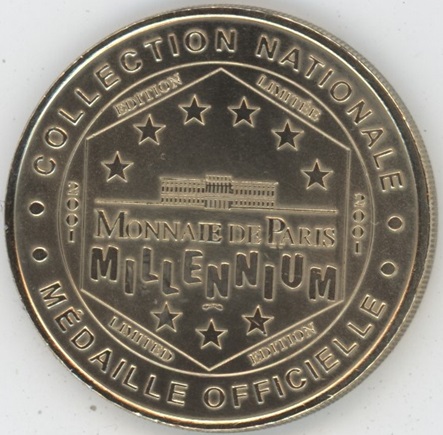 COLLECTION NATIONALE
EDITION LIMITÉE
2001
2001
MONNAIE DE PARIS
MILLENNIUM
LIMITED EDITION
MÉDAILLE OFFICIELLE